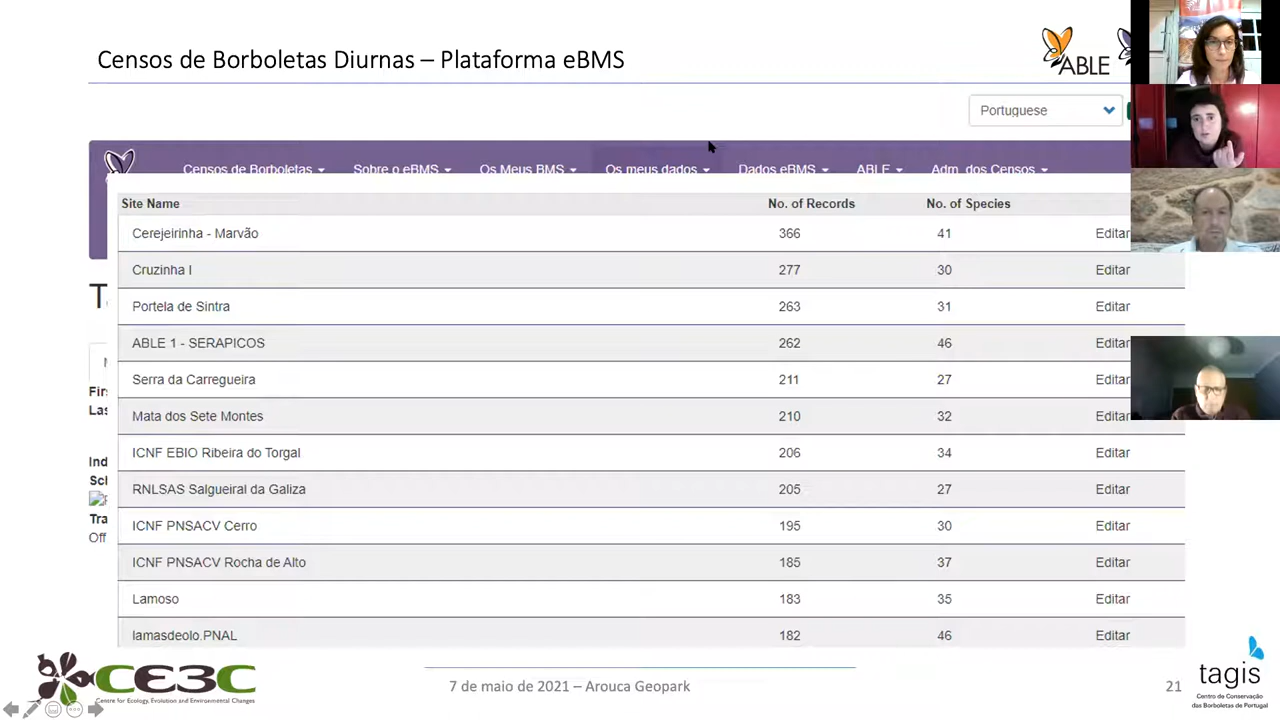 Censos de Borboletas Diurnas – Plataforma eBMS
ABLE
Portuguese
Censos de Borboletas Sobre o eBMS Os Meus BMS Os meus dados Dados eBMS ABLE Adm. dos Censos
Site Name No. of Records No. of Species
Cerejeirinha - Marvão 366 41 Editar
Cruzinha I 277 30 Editar
Portela de Sintra 263 31 Editar
ABLE 1 - SERAPICOS 262 46 Editar
Serra da Carregueira 211 27 Editar
Mata dos Sete Montes 210 32 Editar
ICNF EBIO Ribeira do Torgal 206 34 Editar
RNLSAS Salgueiral da Galiza 205 27 Editar
ICNF PNSACV Cerro 195 30 Editar
ICNF PNSACV Rocha de Alto 185 37 Editar
Lamoso 183 35 Editar
lamasdeolo.PNAL 182 46 Editar
Las
Ind
Sch
Tra
Off
CE3C
Centre for Ecology, Evolution and Environmental Changes
7 de maio de 2021 – Arouca Geopark
21
tagis
Centro de Conservação
das Borboletas de Portugal